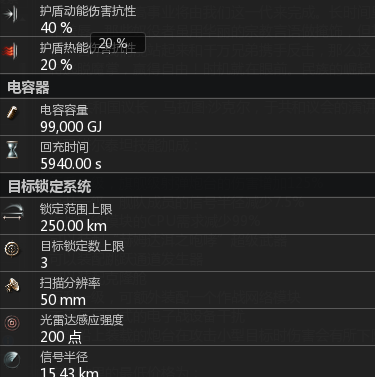 护盾动能伤害抗性
40 %
护盾热能伤害抗性
20 %
20 %
电容器
电容容量
99,000 GJ
回充时间
5940.00 s
目标锁定系统
锁定范围上限
250.00 km
目标锁定数上限
3
扫描分辨率
50 mm
光雷达感应强度
200 点
信号半径
15.43 km